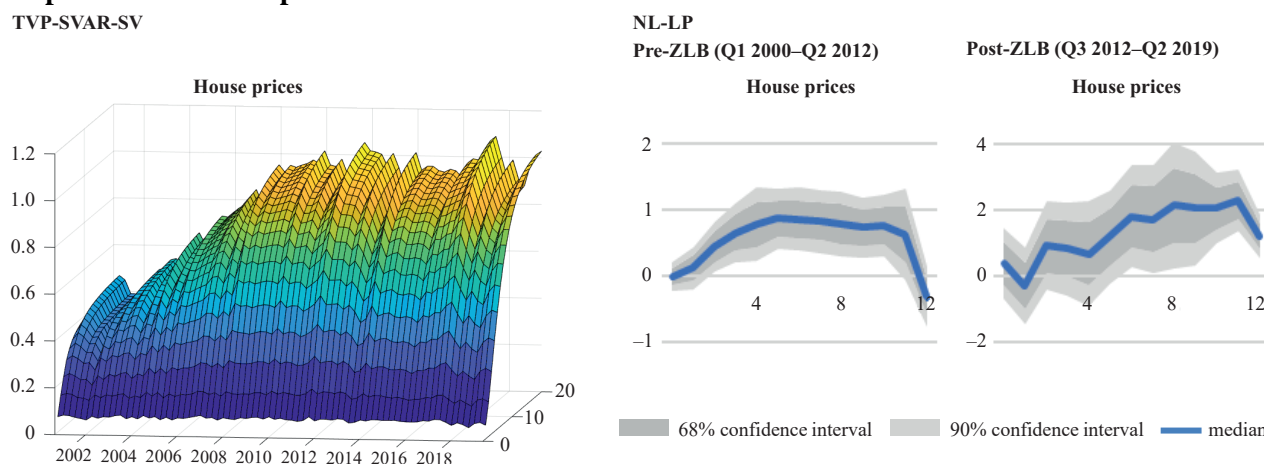 TVP-SVAR-SV
House prices
1.2
1.0
0.8
0.6
0.4
0.2
0
20
10
0
2002 2004 2006 2008 2010 2012 2014 2016 2018
NL-LP
Pre-ZLB (Q1 2000–Q2 2012)
House prices
2
1
0
–1
4 8 12
Post-ZLB (Q3 2012–Q2 2019)
House prices
4
2
0
–2
4 8 12
68% confidence interval 90% confidence interval median